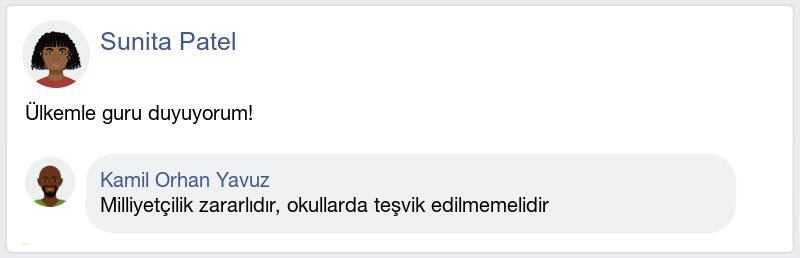 Sunita Patel
Ülkemle guru duyuyorum!
Kamil Orhan Yavuz
Milliyetçilik zararlıdır, okullarda teşvik edilmemelidir